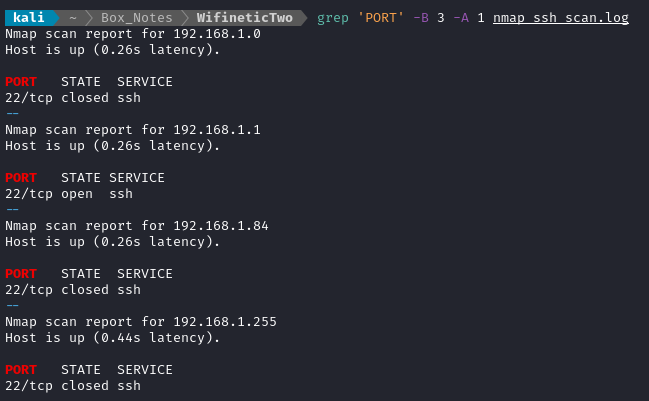 kali ~ Box_Notes WifineticTwo grep 'PORT' -B 3 -A 1 nmap_ssh_scan.log
Nmap scan report for 192.168.1.0
Host is up (0.26s latency).
PORT   STATE  SERVICE
22/tcp closed ssh
--
Nmap scan report for 192.168.1.1
Host is up (0.26s latency).
PORT   STATE SERVICE
22/tcp open  ssh
--
Nmap scan report for 192.168.1.84
Host is up (0.26s latency).
PORT   STATE  SERVICE
22/tcp closed ssh
--
Nmap scan report for 192.168.1.255
Host is up (0.44s latency).
PORT   STATE  SERVICE
22/tcp closed ssh